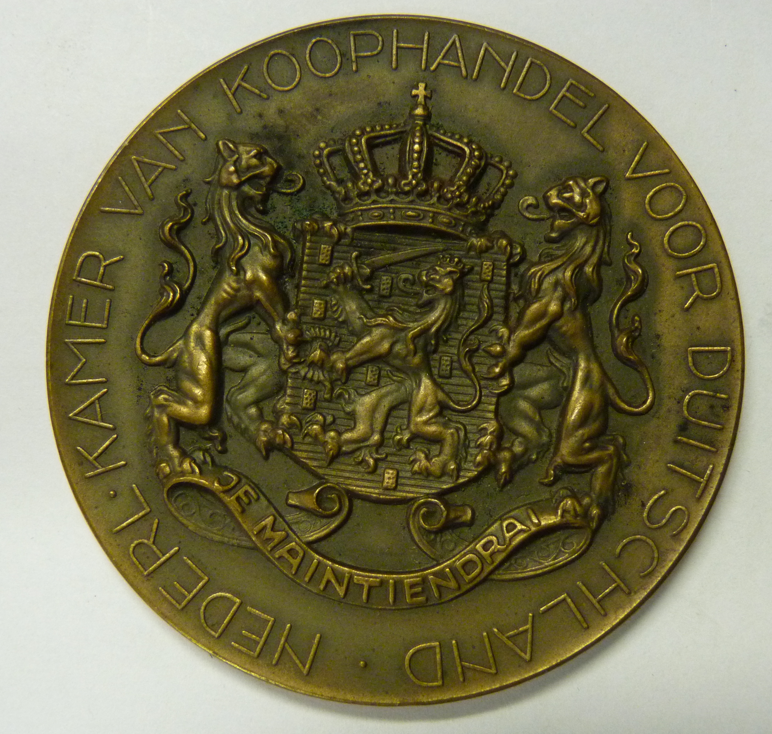 NEDERL. KAMER VAN KOOPHANDEL VOOR DUITSCHLAND ·
JE MAINTIENDRAI